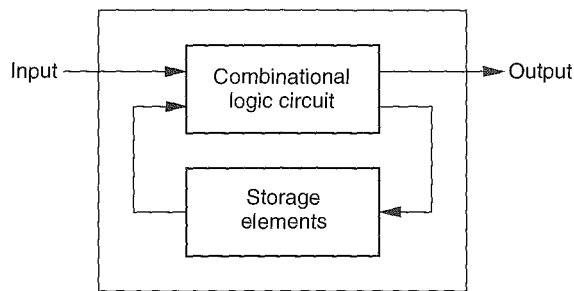 Input
Combinational
logic circuit
Output
Storage
elements